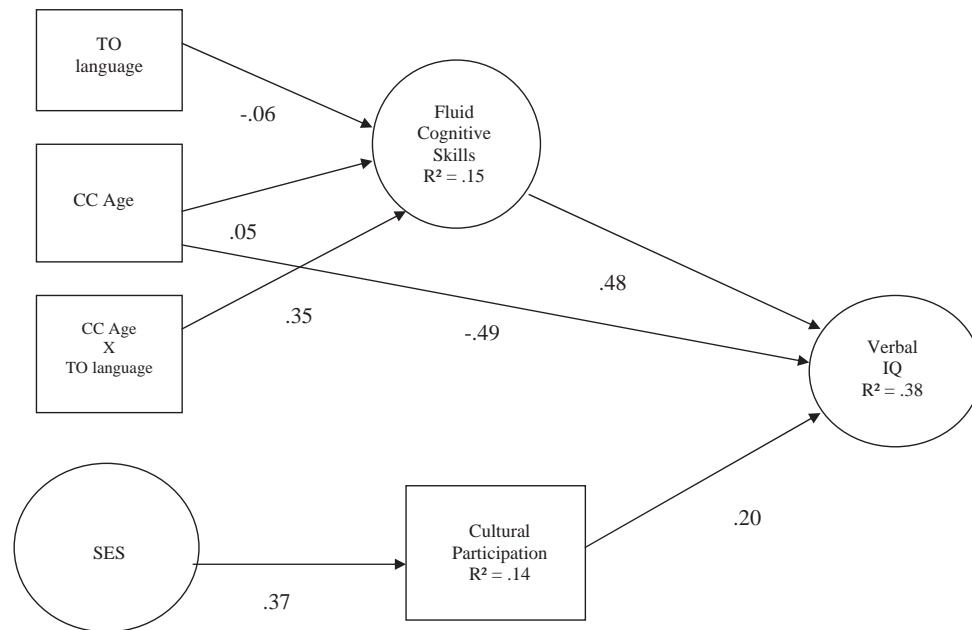 TO
language
-.06
Fluid
Cognitive
Skills
R² = .15
CC Age
.05
.48
CC Age
X
TO language
.35
-.49
Verbal
IQ
R² = .38
SES
.37
Cultural
Participation
R² = .14
.20